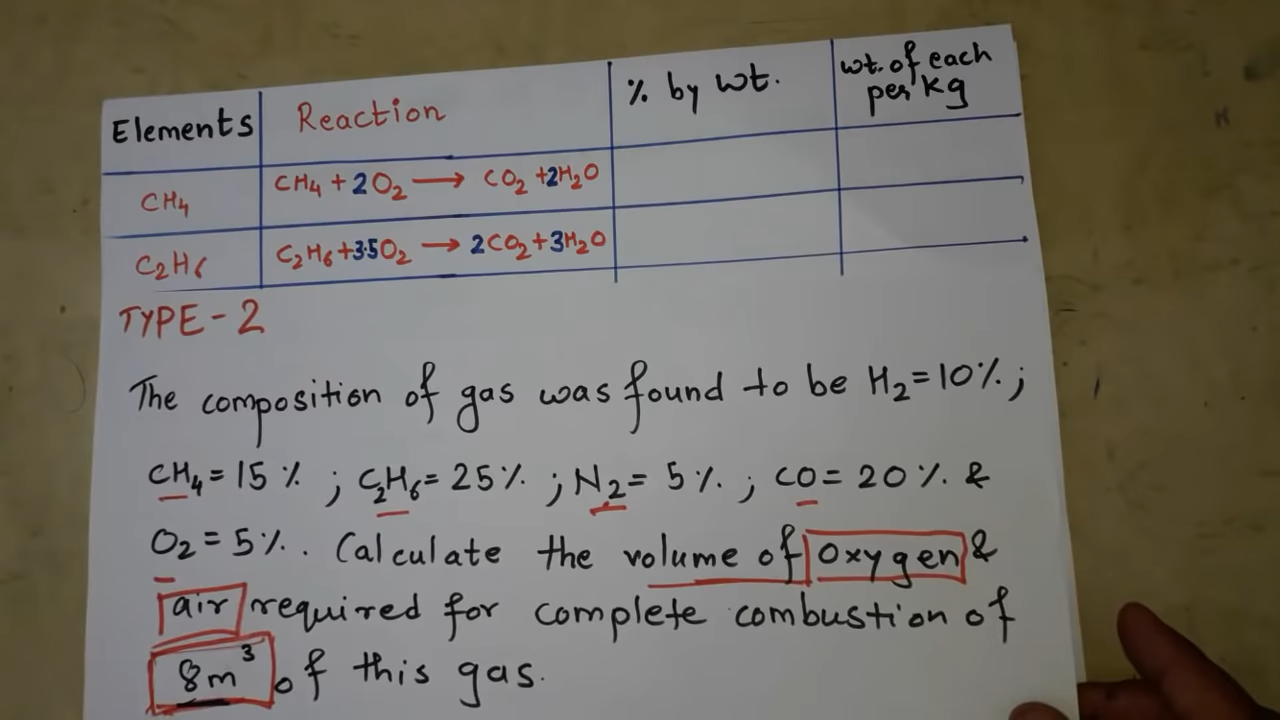 Elements Reaction % by wt. wt. of each per Kg
CH₄ CH₄ + 2O₂ → CO₂ + 2H₂O
C₂H₆ C₂H₆ + 3.5O₂ → 2CO₂ + 3H₂O
TYPE - 2
The composition of gas was found to be H₂ = 10%;
CH₄ = 15% ; C₂H₆ = 25% ; N₂ = 5% ; CO = 20% &
O₂ = 5%. Calculate the volume of Oxygen &
air required for complete combustion of
8m³ of this gas.